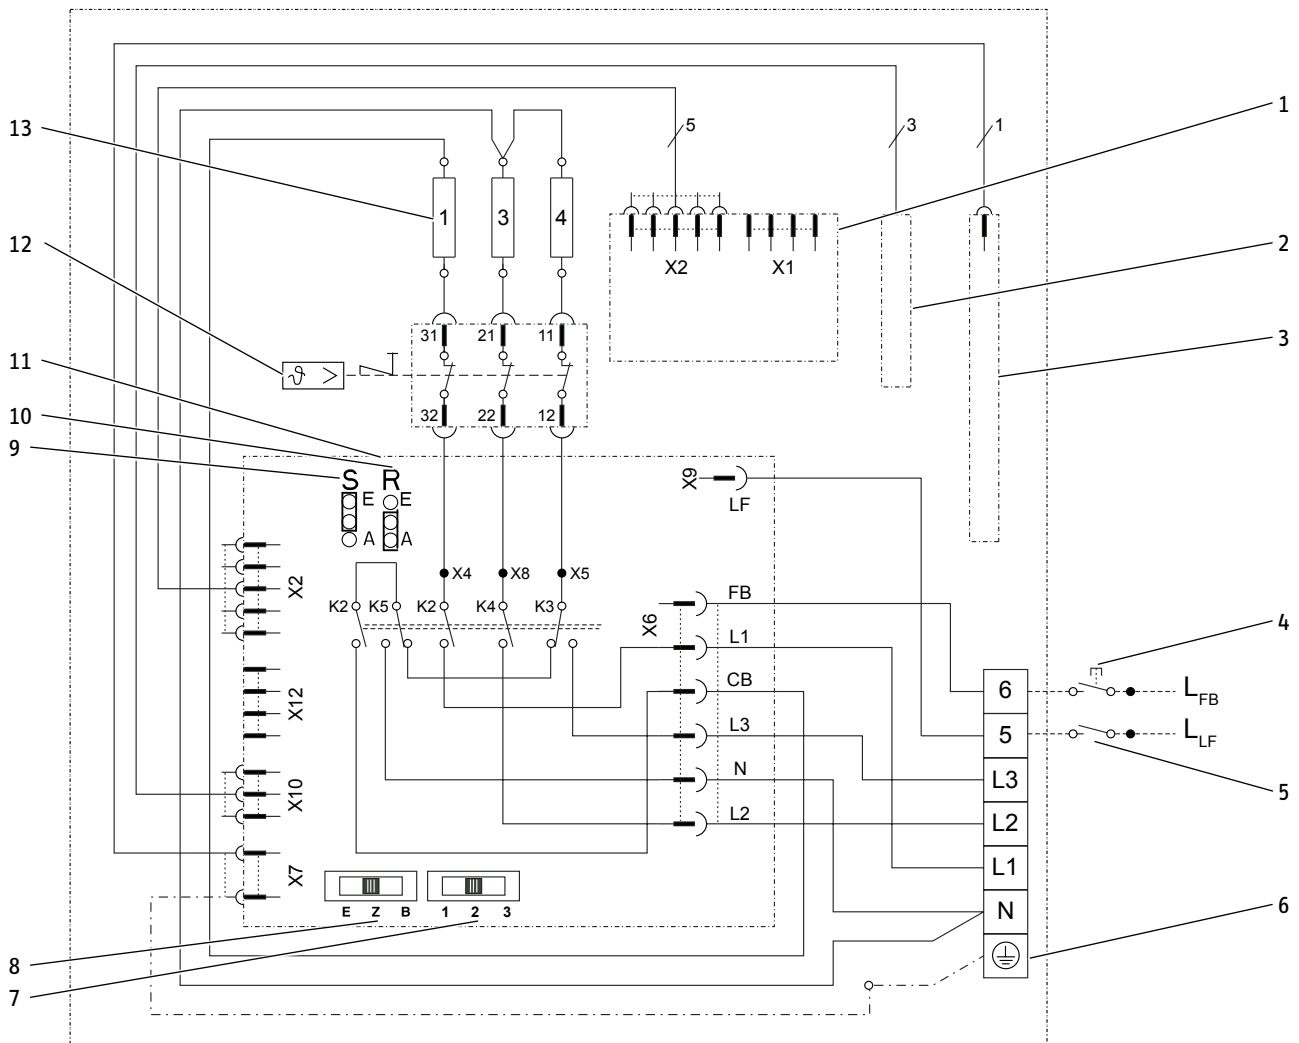 5
3
1
1
13
1
3
4
12
2
X2
X1
31
21
11
3
11
ϑ >
10
32
22
12
9
S
R
E
E
A
A
X9
LF
X4
X8
X5
X2
K2
K5
K2
K4
K3
FB
X6
L1
4
X12
CB
6
LFB
L3
5
LLF
X10
N
L3
5
L2
L2
X7
L1
E Z B
1 2 3
N
6
8
7